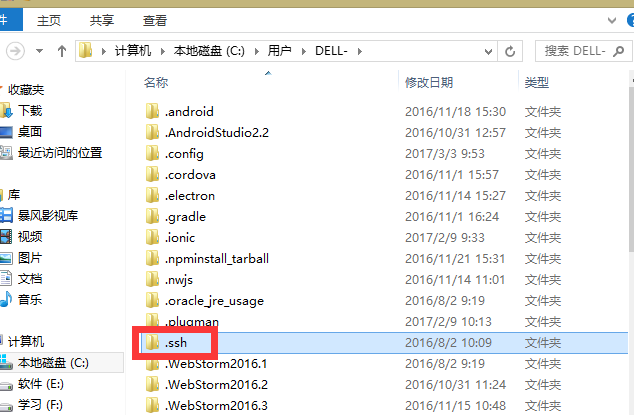 件 主页 共享 查看
计算机 本地磁盘 (C:) 用户 DELL- 搜索 DELL-
名称 修改日期 类型
收藏夹
下载
桌面
最近访问的位置
库
暴风影视库
视频
图片
文档
音乐
计算机
本地磁盘 (C:)
软件 (E:)
学习 (F:)
.android 2016/11/18 15:30 文件夹
.AndroidStudio2.2 2016/10/31 12:57 文件夹
.config 2017/3/3 9:53 文件夹
.cordova 2016/11/1 15:57 文件夹
.electron 2016/11/14 15:27 文件夹
.gradle 2016/11/1 16:24 文件夹
.ionic 2017/2/9 9:33 文件夹
.npminstall_tarball 2016/11/21 15:31 文件夹
.nwjs 2016/11/14 11:01 文件夹
.oracle_jre_usage 2016/8/2 9:19 文件夹
.plugman 2017/2/9 10:13 文件夹
.ssh 2016/8/2 10:09 文件夹
.WebStorm2016.1 2016/8/2 9:19 文件夹
.WebStorm2016.2 2016/10/31 11:24 文件夹
.WebStorm2016.3 2016/11/15 10:48 文件夹